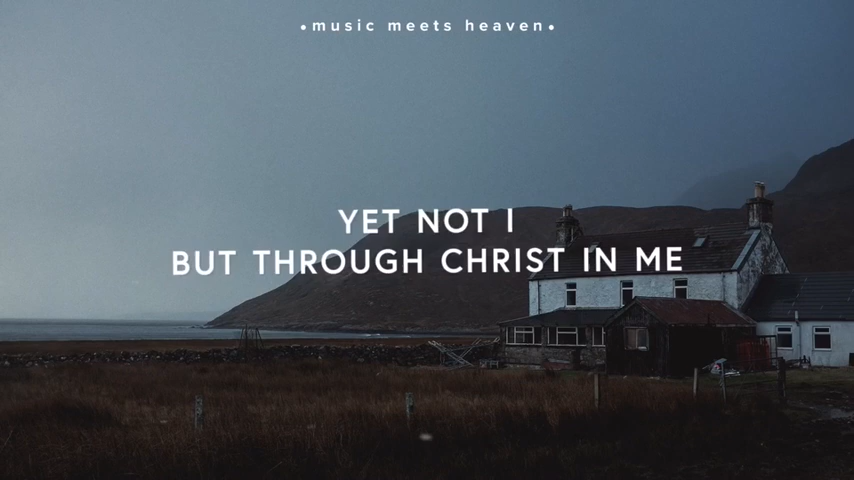 •music meets heaven•
YET NOT I
BUT THROUGH CHRIST IN ME